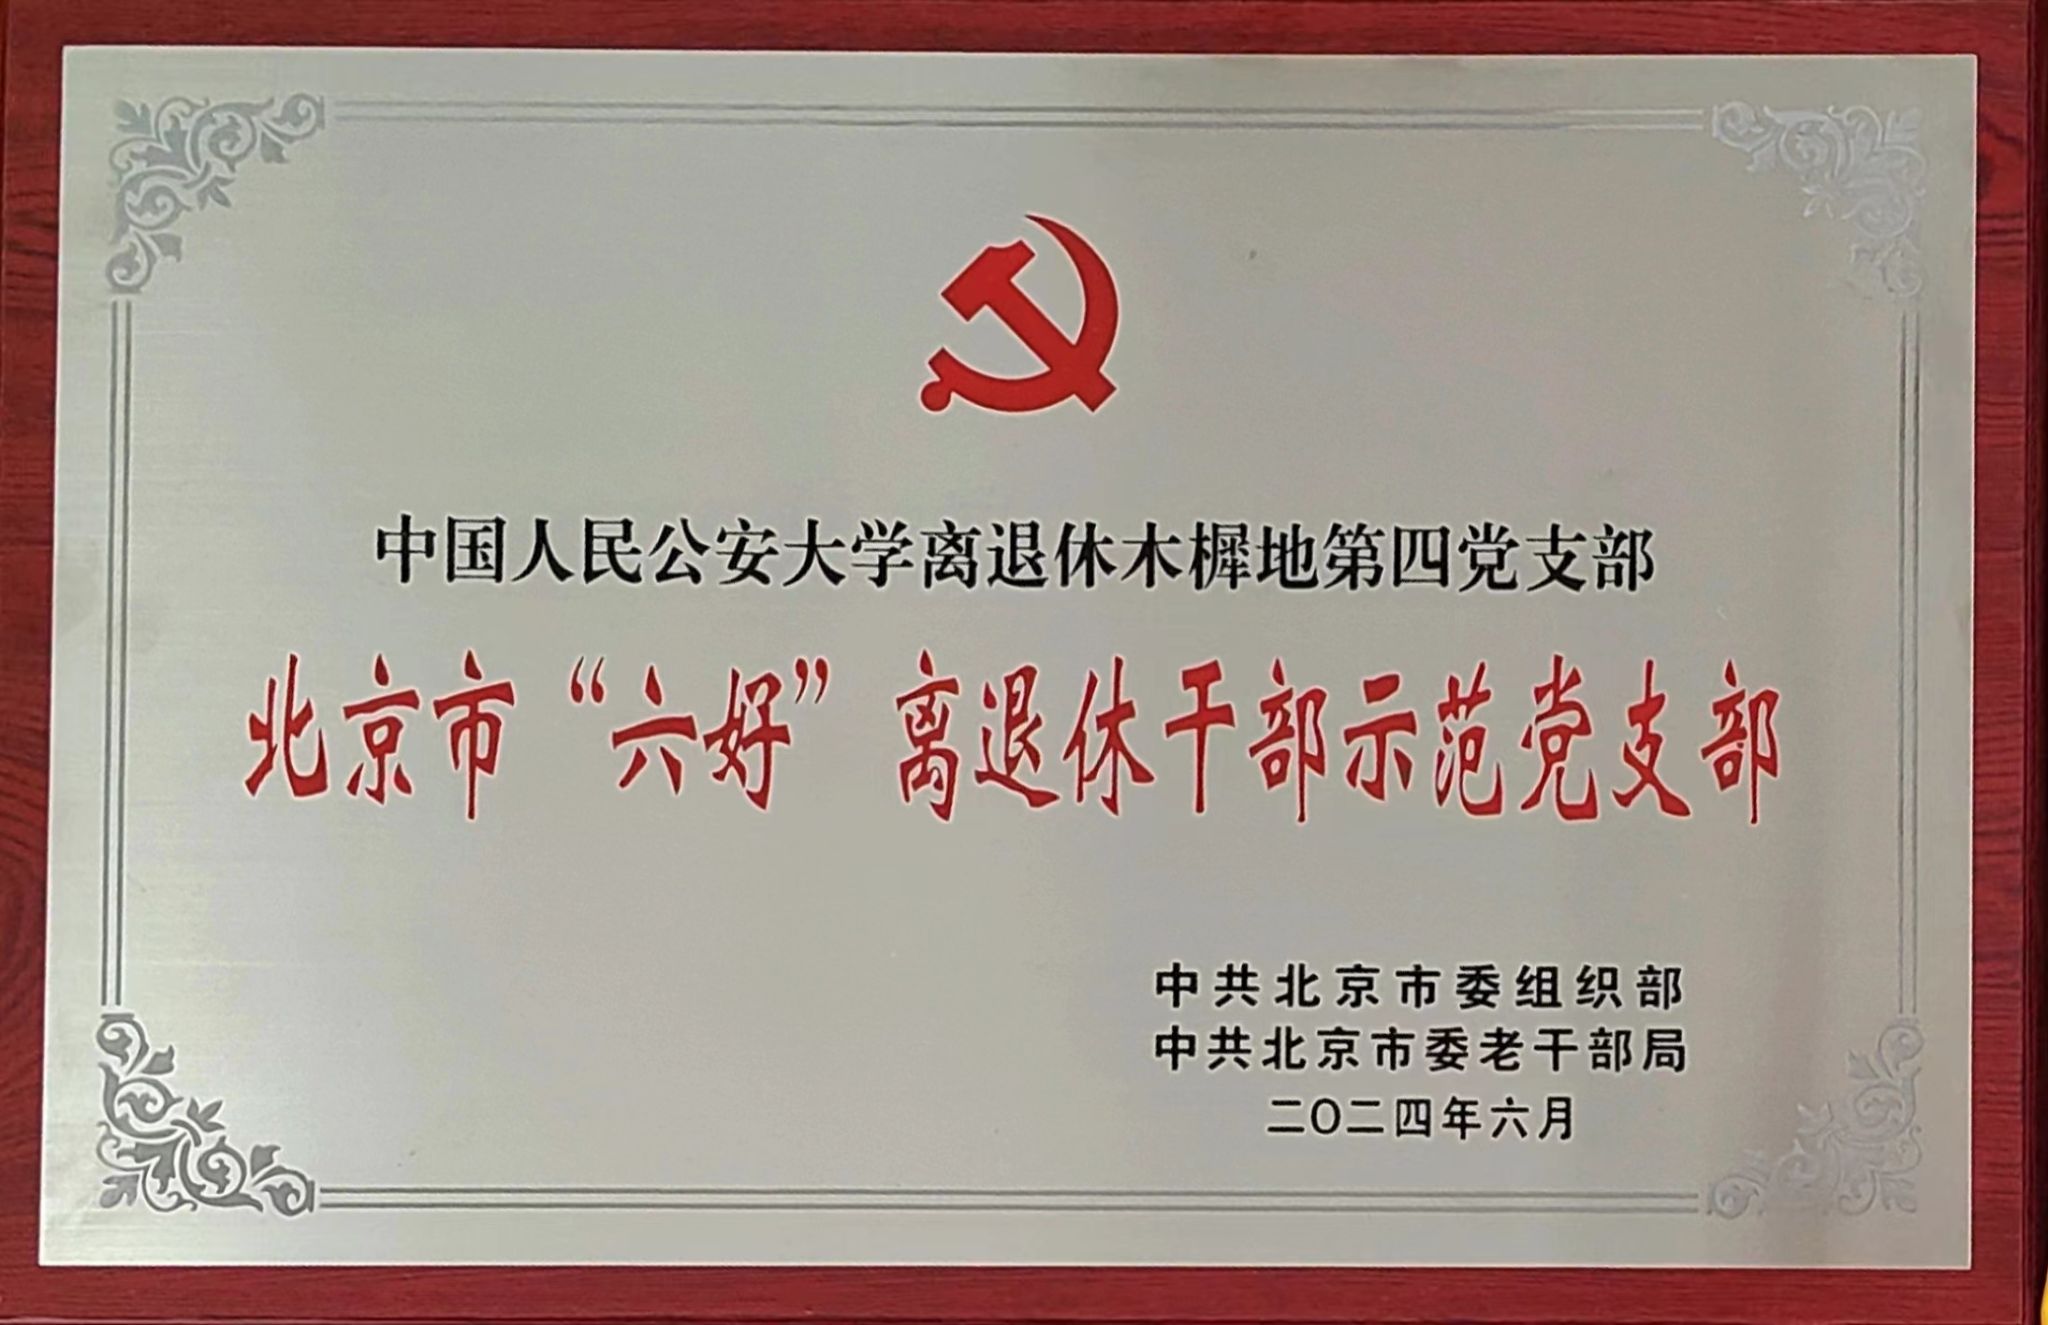 中国人民公安大学离退休木樨地第四党支部
北京市“六好”离退休干部示范党支部
中共北京市委组织部
中共北京市委老干部局
二〇二四年六月